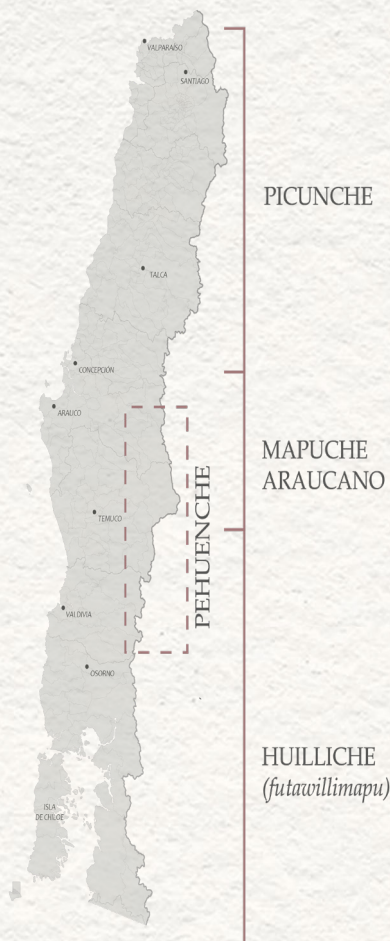 VALPARAÍSO
SANTIAGO
PICUNCHE
TALCA
CONCEPCIÓN
ARAUCO
MAPUCHE
ARAUCANO
PEHUENCHE
TEMUCO
VALDIVIA
OSORNO
HUILLICHE
(futawillimapu)
ISLA
DE CHILOE